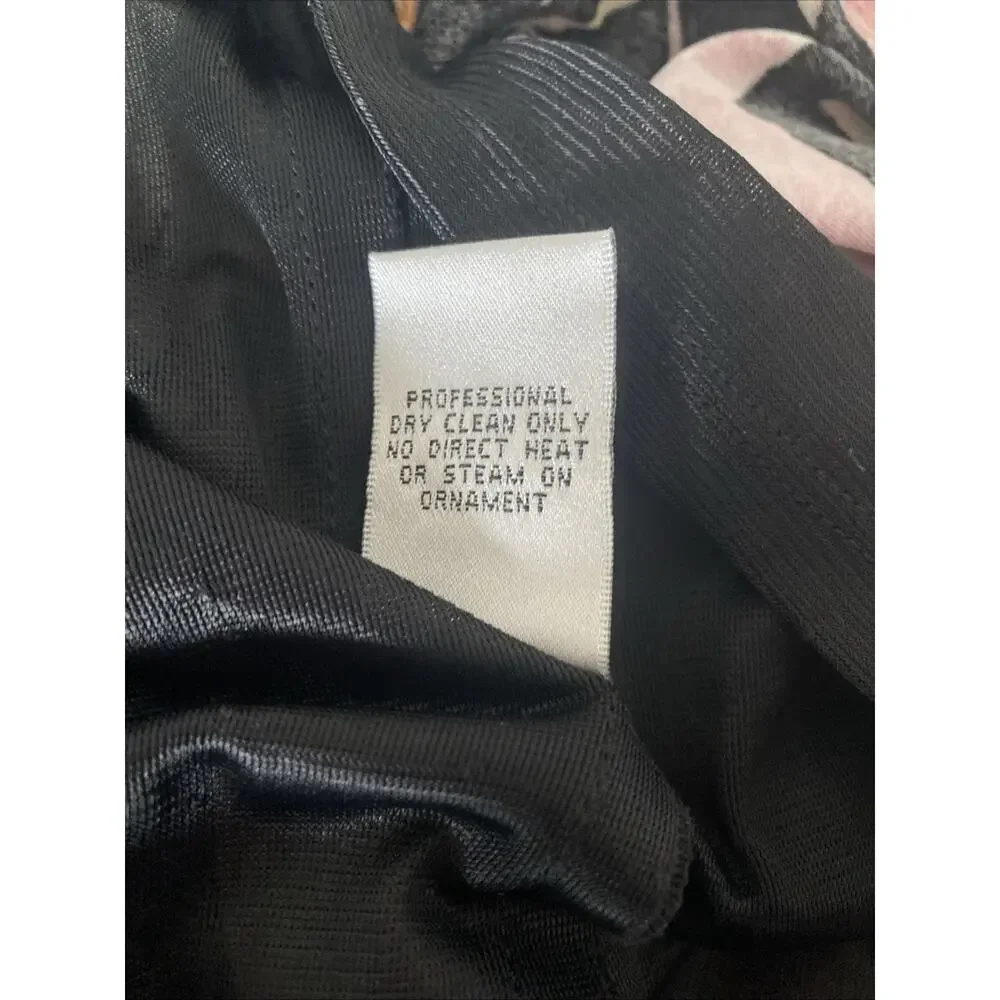 PROFESSIONAL
DRY CLEAN ONLY
NO DIRECT HEAT
OR STEAM ON
ORNAMENT